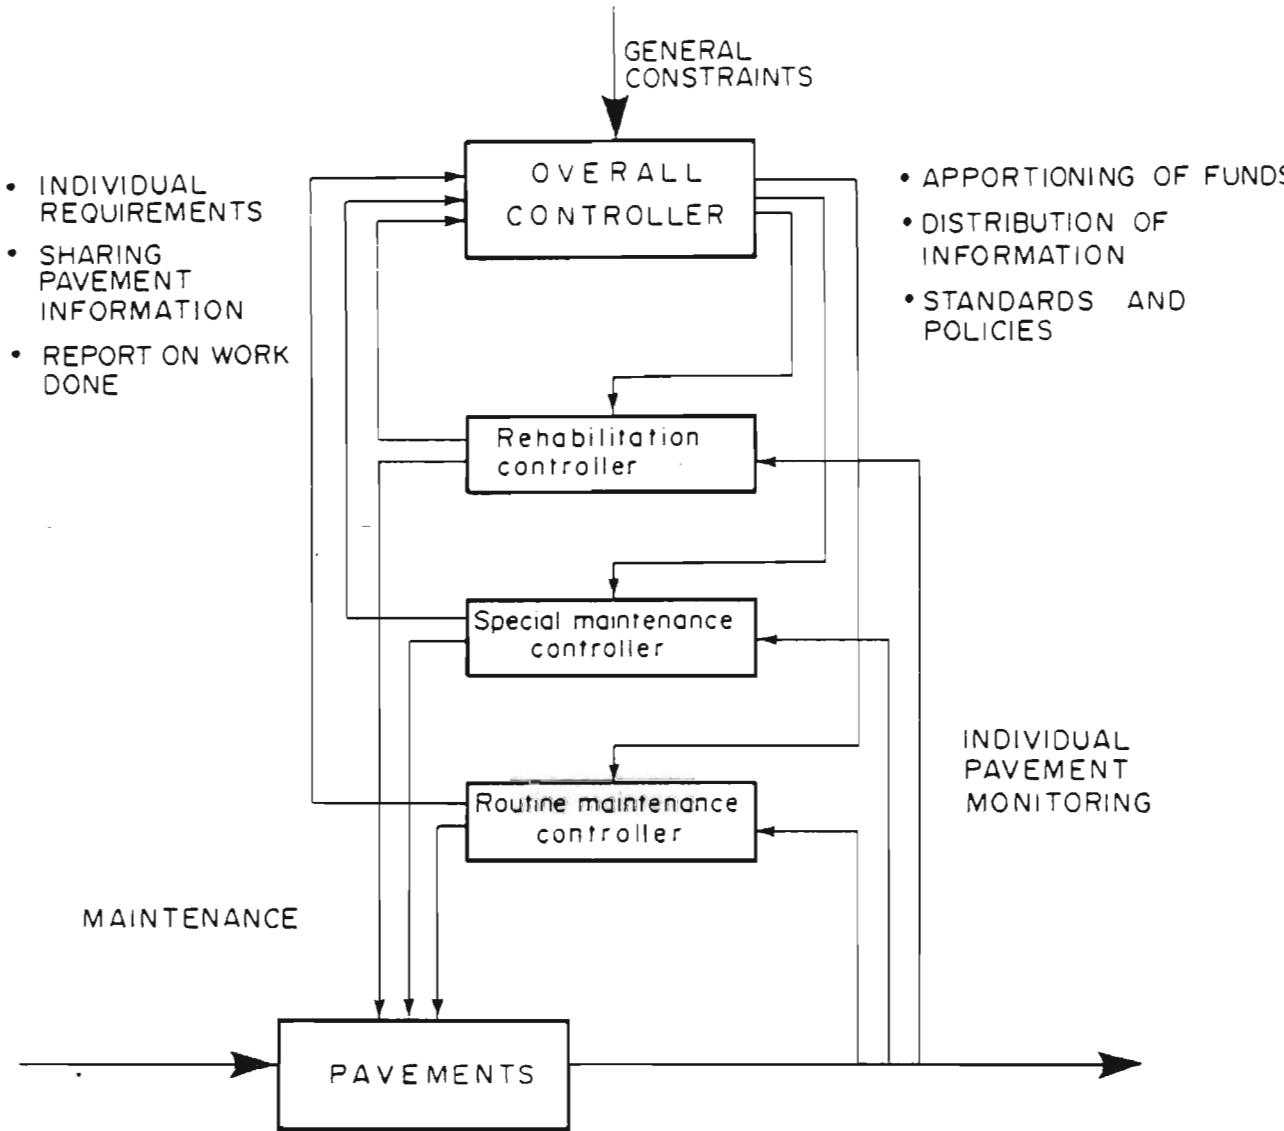 GENERAL
CONSTRAINTS
OVERALL
CONTROLLER
• INDIVIDUAL
REQUIREMENTS
• SHARING
PAVEMENT
INFORMATION
• REPORT ON WORK
DONE
• APPORTIONING OF FUNDS
• DISTRIBUTION OF
INFORMATION
• STANDARDS AND
POLICIES
Rehabilitation
controller
Special maintenance
controller
Routine maintenance
controller
INDIVIDUAL
PAVEMENT
MONITORING
MAINTENANCE
PAVEMENTS